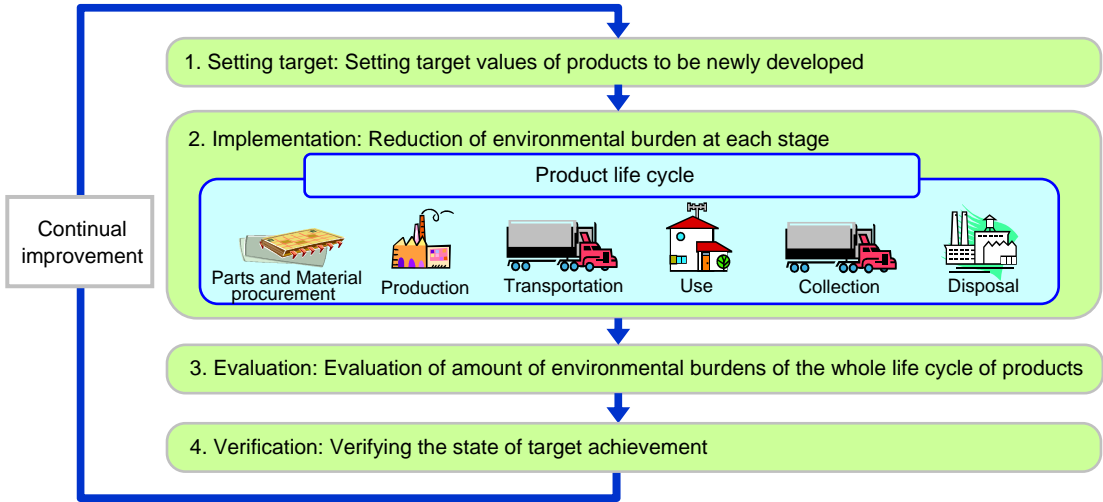 1. Setting target: Setting target values of products to be newly developed
2. Implementation: Reduction of environmental burden at each stage
Product life cycle
Continual
improvement
Parts and Material
procurement
Production
Transportation
Use
Collection
Disposal
3. Evaluation: Evaluation of amount of environmental burdens of the whole life cycle of products
4. Verification: Verifying the state of target achievement